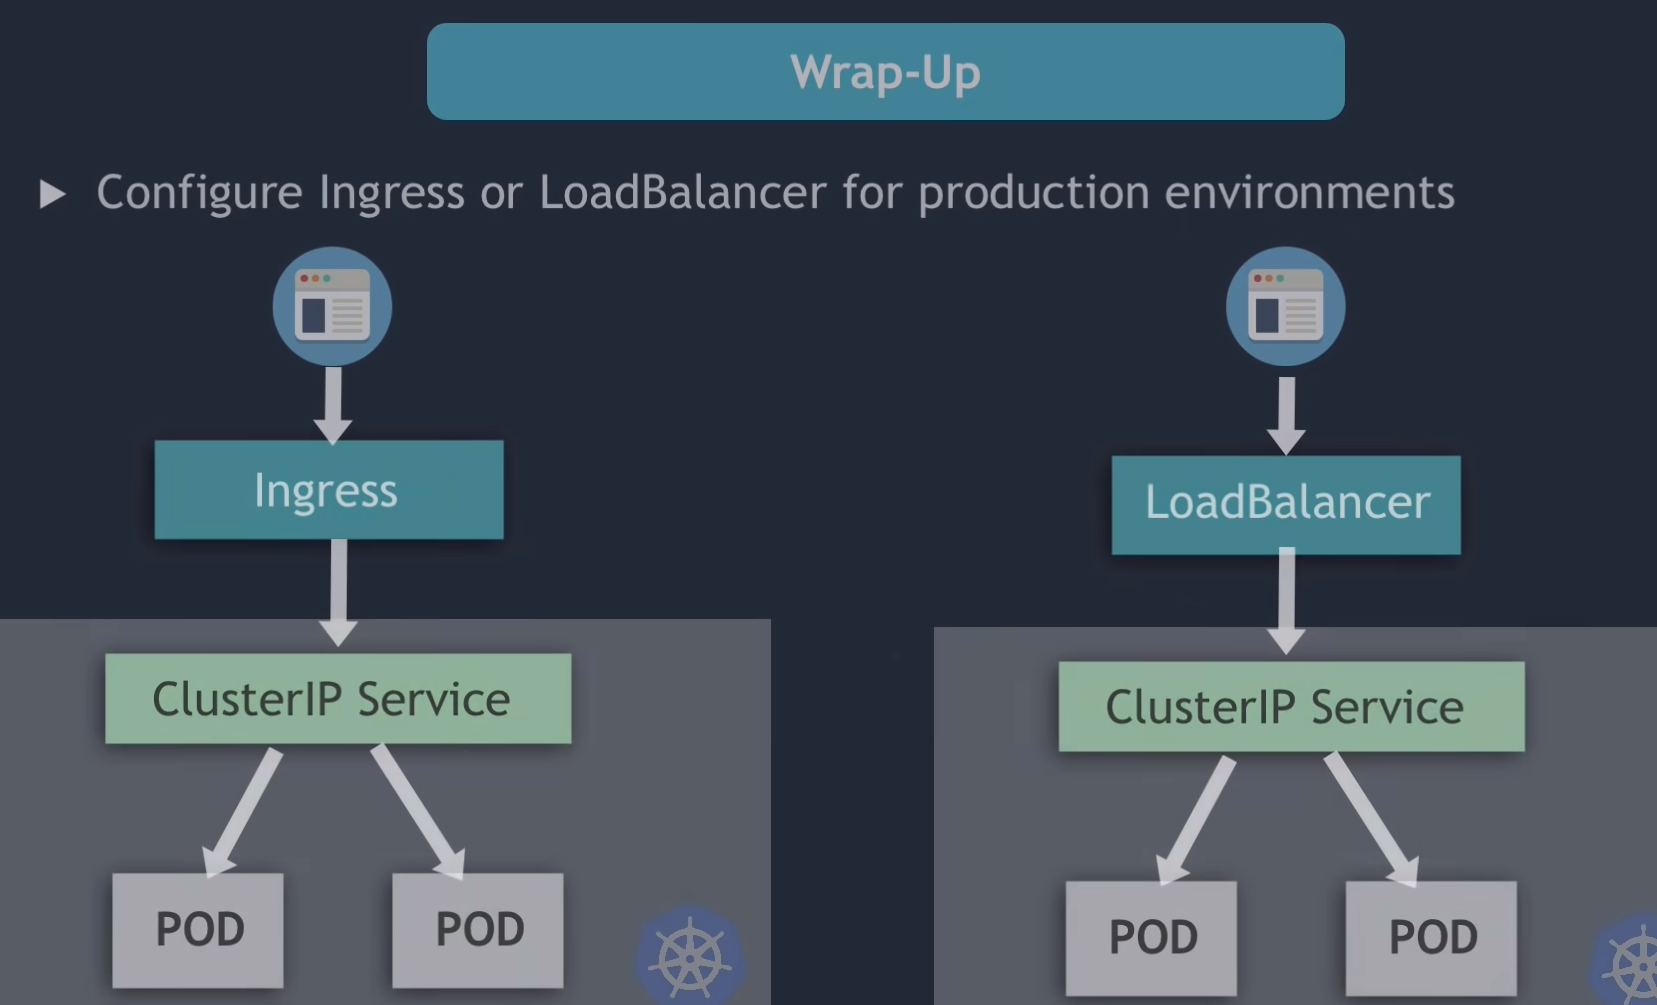 Wrap-Up
Configure Ingress or LoadBalancer for production environments
Ingress
LoadBalancer
ClusterIP Service
ClusterIP Service
POD
POD
POD
POD